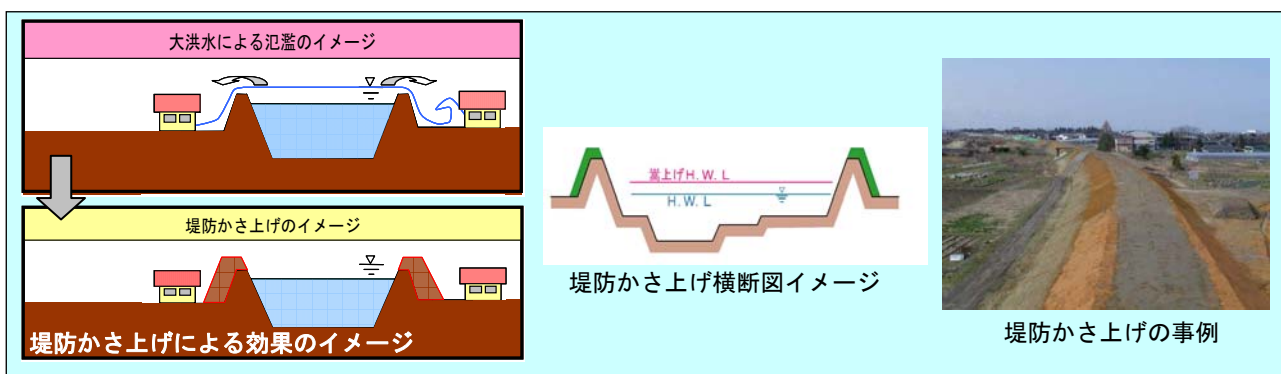 大洪水による氾濫のイメージ
堤防かさ上げのイメージ
堤防かさ上げによる効果のイメージ
嵩上げH.W.L
H.W.L
堤防かさ上げ横断図イメージ
堤防かさ上げの事例